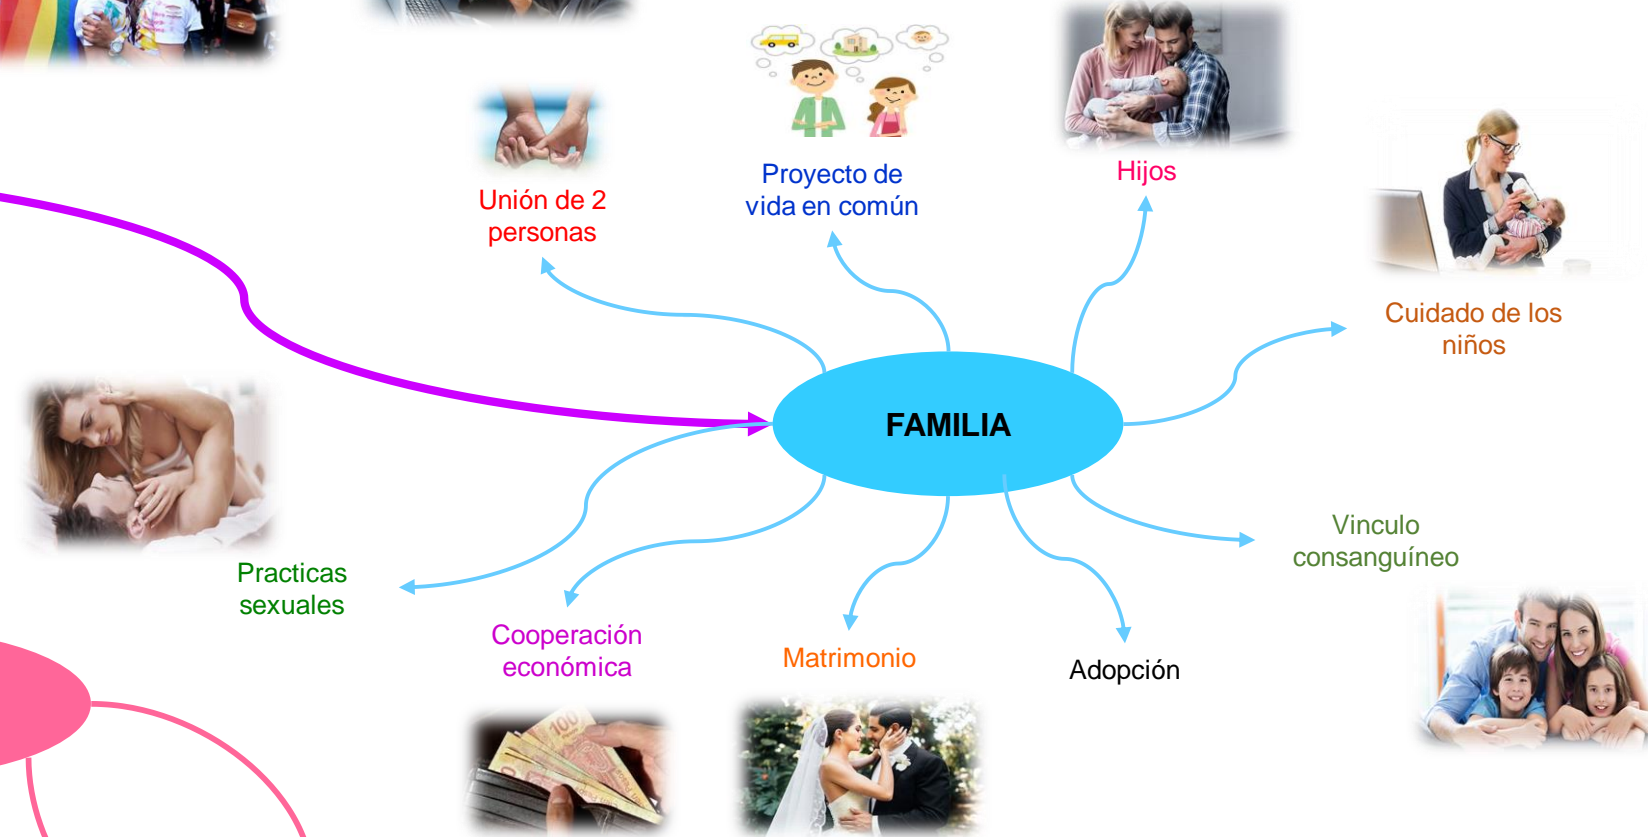 Unión de 2
personas
Proyecto de
vida en común
Hijos
Cuidado de los
niños
FAMILIA
Vinculo
consanguíneo
Practicas
sexuales
Cooperación
económica
Matrimonio
Adopción
100